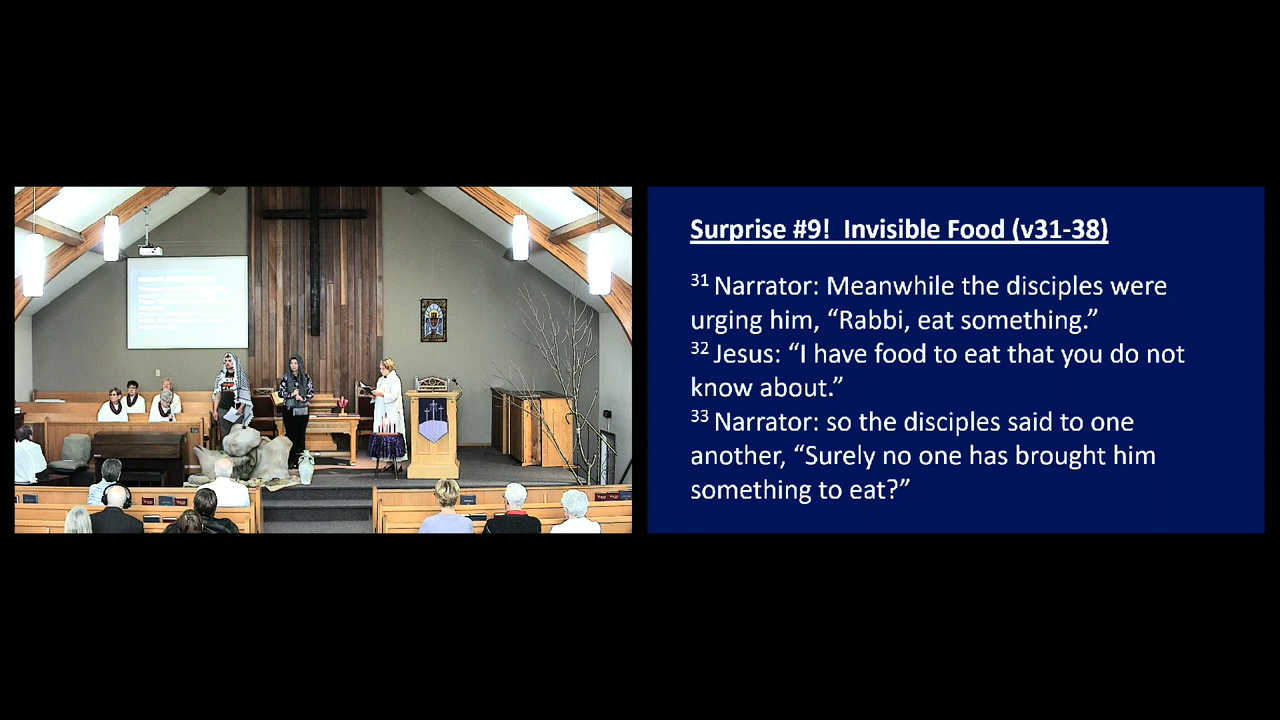 Surprise #9!  Invisible Food (v31-38)
31 Narrator: Meanwhile the disciples were
urging him, “Rabbi, eat something.”
32 Jesus: “I have food to eat that you do not
know about.”
33 Narrator: so the disciples said to one
another, “Surely no one has brought him
something to eat?”